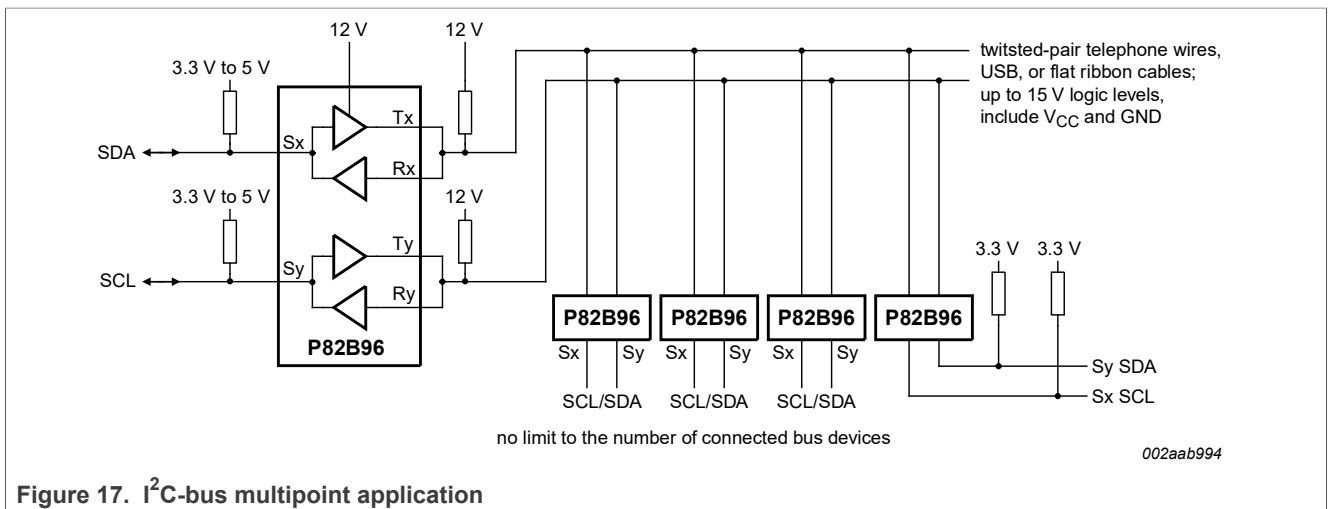 12 V
12 V
3.3 V to 5 V
twitsted-pair telephone wires,
USB, or flat ribbon cables;
up to 15 V logic levels,
include VCC and GND
Tx
SDA
Sx
Rx
3.3 V to 5 V
12 V
Ty
SCL
Sy
Ry
P82B96
3.3 V
3.3 V
P82B96
P82B96
P82B96
P82B96
Sx
Sy
Sx
Sy
Sx
Sy
Sy SDA
Sx SCL
SCL/SDA
SCL/SDA
SCL/SDA
no limit to the number of connected bus devices
002aab994
Figure 17. I2C-bus multipoint application